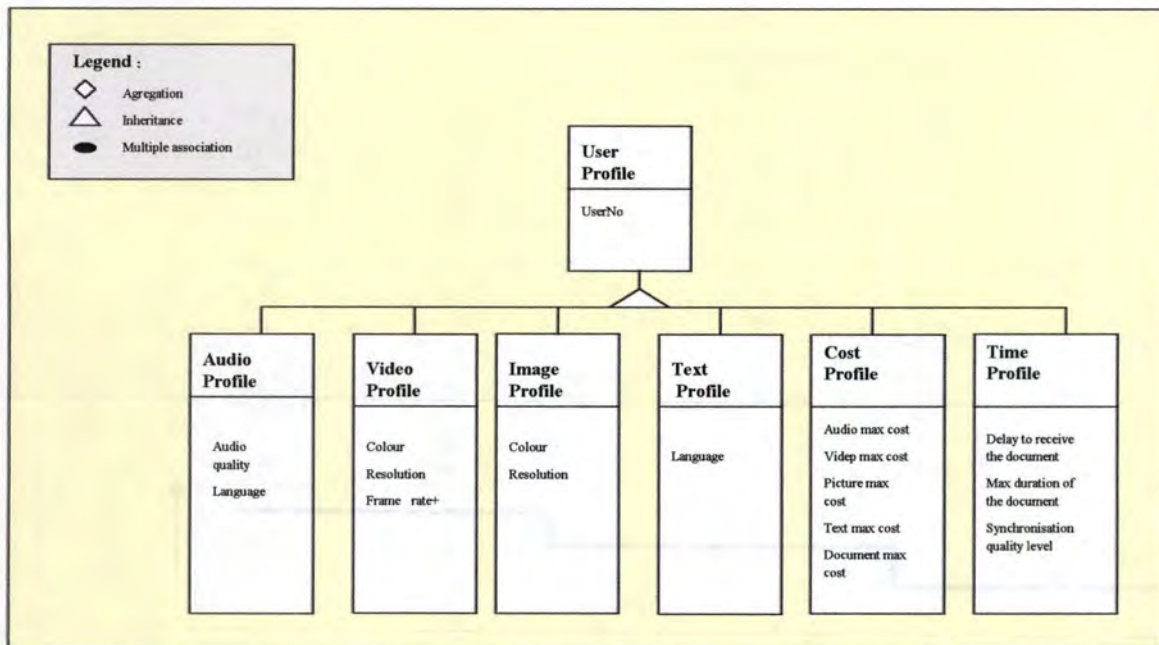 Legend :
Agregation
Inheritance
Multiple association
User
Profile
UserNo
Audio
Profile
Audio
quality
Language
Video
Profile
Colour
Resolution
Frame rate+
Image
Profile
Colour
Resolution
Text
Profile
Language
Cost
Profile
Audio max cost
Videp max cost
Picture max
cost
Text max cost
Document max
cost
Time
Profile
Delay to receive
the document
Max duration of
the document
Synchronisation
quality level